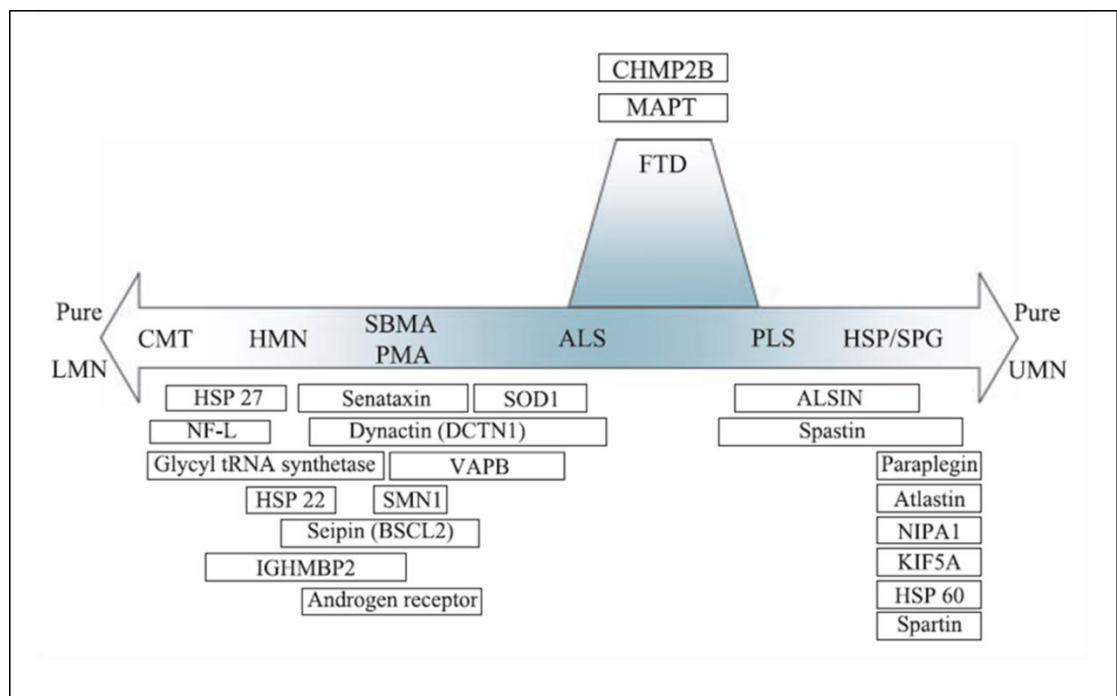 CHMP2B
MAPT
FTD
Pure
LMN
CMT
HMN
SBMA
PMA
ALS
PLS
HSP/SPG
Pure
UMN
HSP 27
Senataxin
SOD1
ALSIN
NF-L
Dynactin (DCTN1)
Spastin
Glycyl tRNA synthetase
VAPB
Paraplegin
HSP 22
SMN1
Atlastin
Seipin (BSCL2)
NIPA1
IGHMBP2
KIF5A
Androgen receptor
HSP 60
Spartin